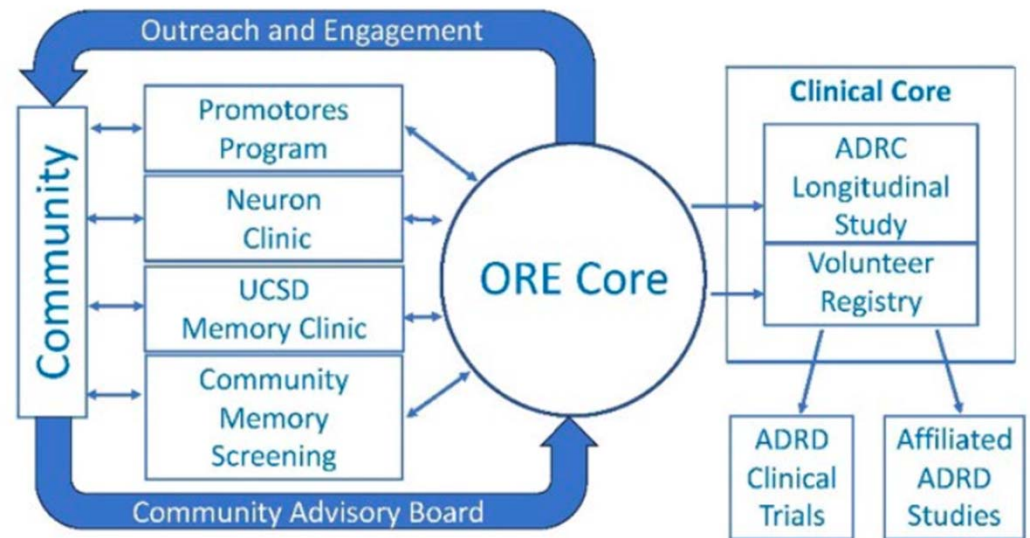 Outreach and Engagement
Community
Promotores
Program
Neuron
Clinic
UCSD
Memory Clinic
Community
Memory
Screening
Community Advisory Board
ORE Core
Clinical Core
ADRC
Longitudinal
Study
Volunteer
Registry
ADRD
Clinical
Trials
Affiliated
ADRD
Studies